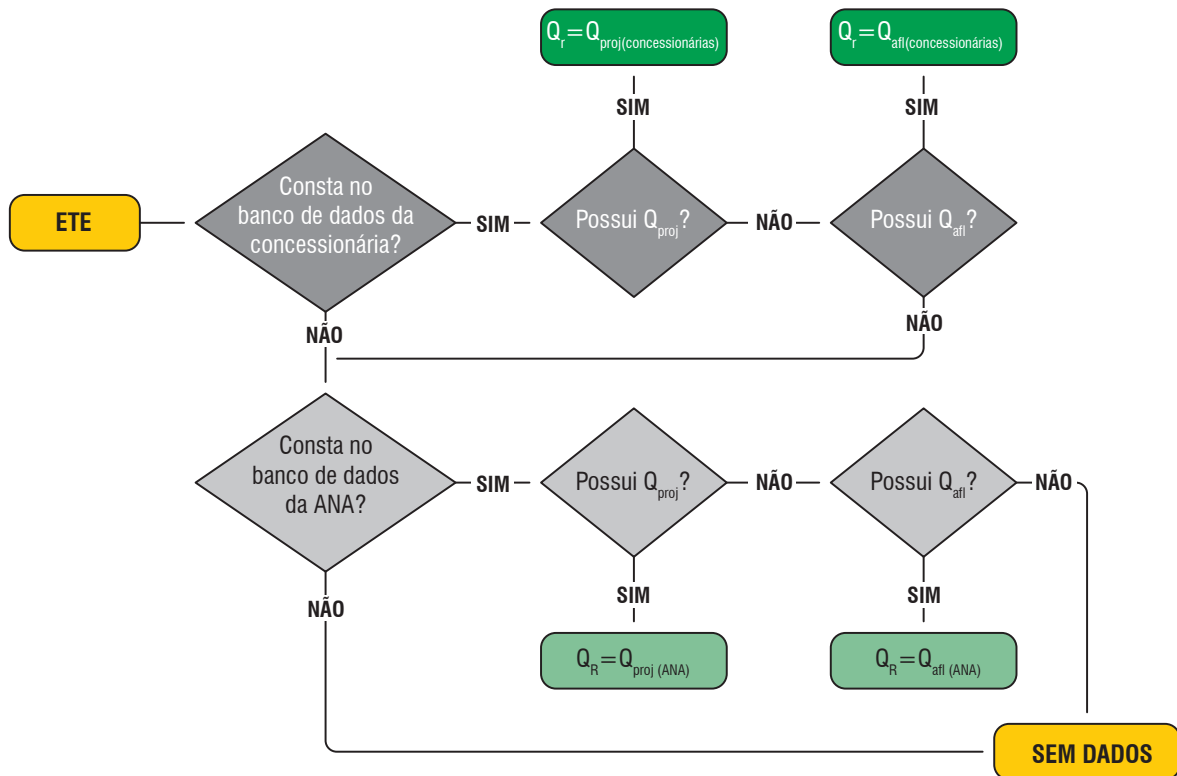 Qr=Qproj(concessionárias)
Qr=Qafl(concessionárias)
SIM
SIM
ETE
Consta no
banco de dados da
concessionária?
SIM
Possui Qproj?
NÃO
Possui Qafl?
NÃO
NÃO
Consta no
banco de dados
da ANA?
SIM
Possui Qproj?
NÃO
Possui Qafl?
NÃO
NÃO
SIM
SIM
QR=Qproj (ANA)
QR=Qafl (ANA)
SEM DADOS